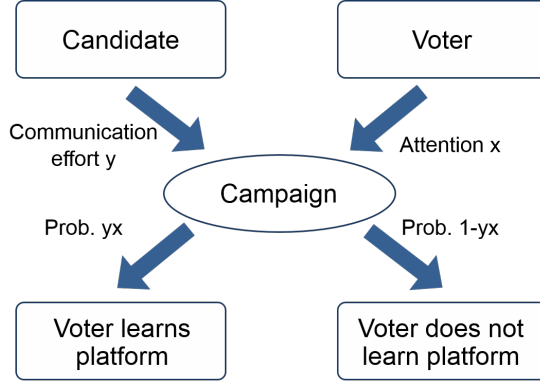 Candidate
Voter
Communication
effort y
Attention x
Campaign
Prob. yx
Prob. 1-yx
Voter learns
platform
Voter does not
learn platform